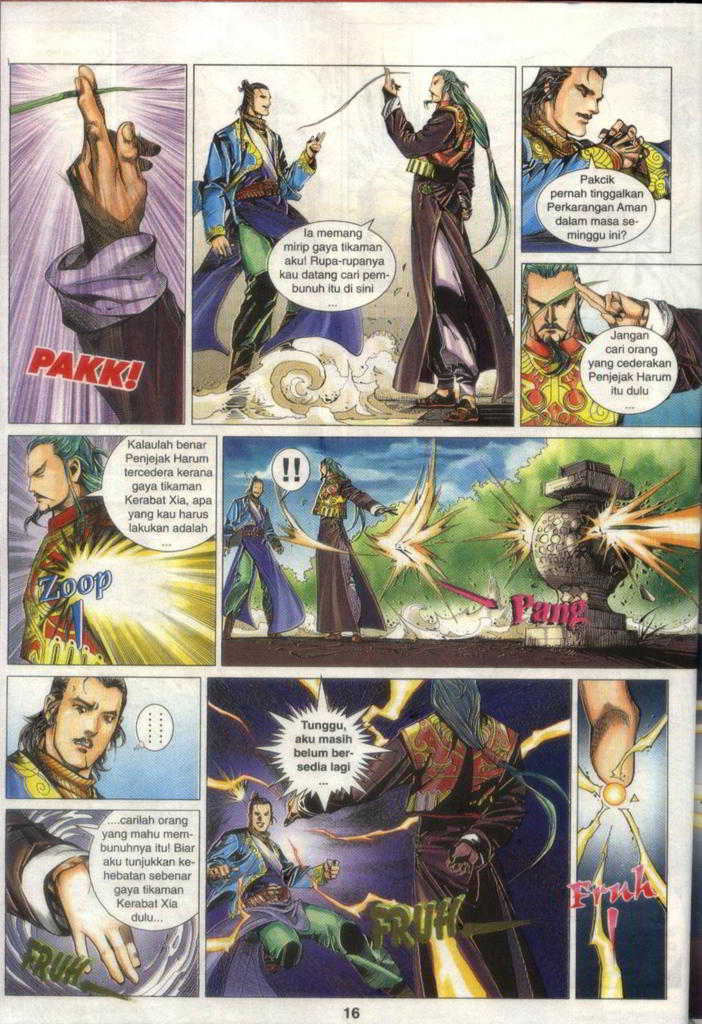 PAKK!
Ia memang
mirip gaya tikaman
aku! Rupa-rupanya
kau datang cari pem-
bunuh itu di sini
...
Pakcik
pernah tinggalkan
Perkarangan Aman
dalam masa se-
minggu ini?
Jangan
cari orang
yang cederakan
Penjejak Harum
itu dulu
...
Kalaulah benar
Penjejak Harum
tercedera kerana
gaya tikaman
Kerabat Xia, apa
yang kau harus
lakukan adalah
...
Zoop
!!
Pang
Tunggu,
aku masih
belum ber-
sedia lagi
...
....carilah orang
yang mahu mem-
bunuhnya itu! Biar
aku tunjukkan ke-
hebatan sebenar
gaya tikaman
Kerabat Xia
dulu...
FRUH
FRUH
Fruh
!
16